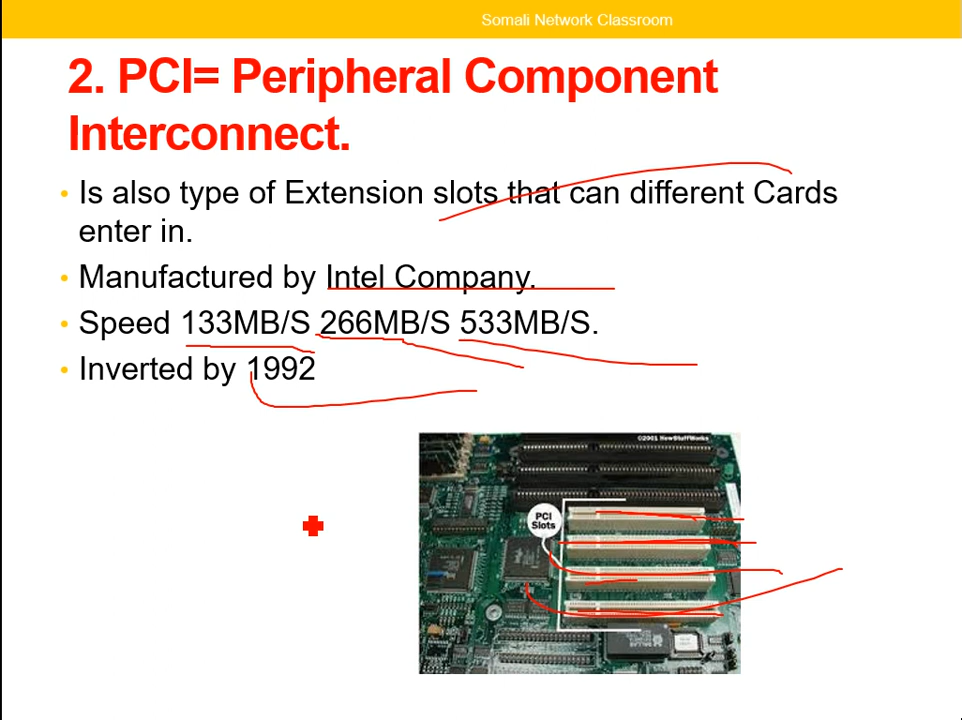 Somali Network Classroom
2. PCI= Peripheral Component
Interconnect.
• Is also type of Extension slots that can different Cards
enter in.
• Manufactured by Intel Company.
• Speed 133MB/S 266MB/S 533MB/S.
• Inverted by 1992
©2001 HowStuffWorks
PCI
Slots